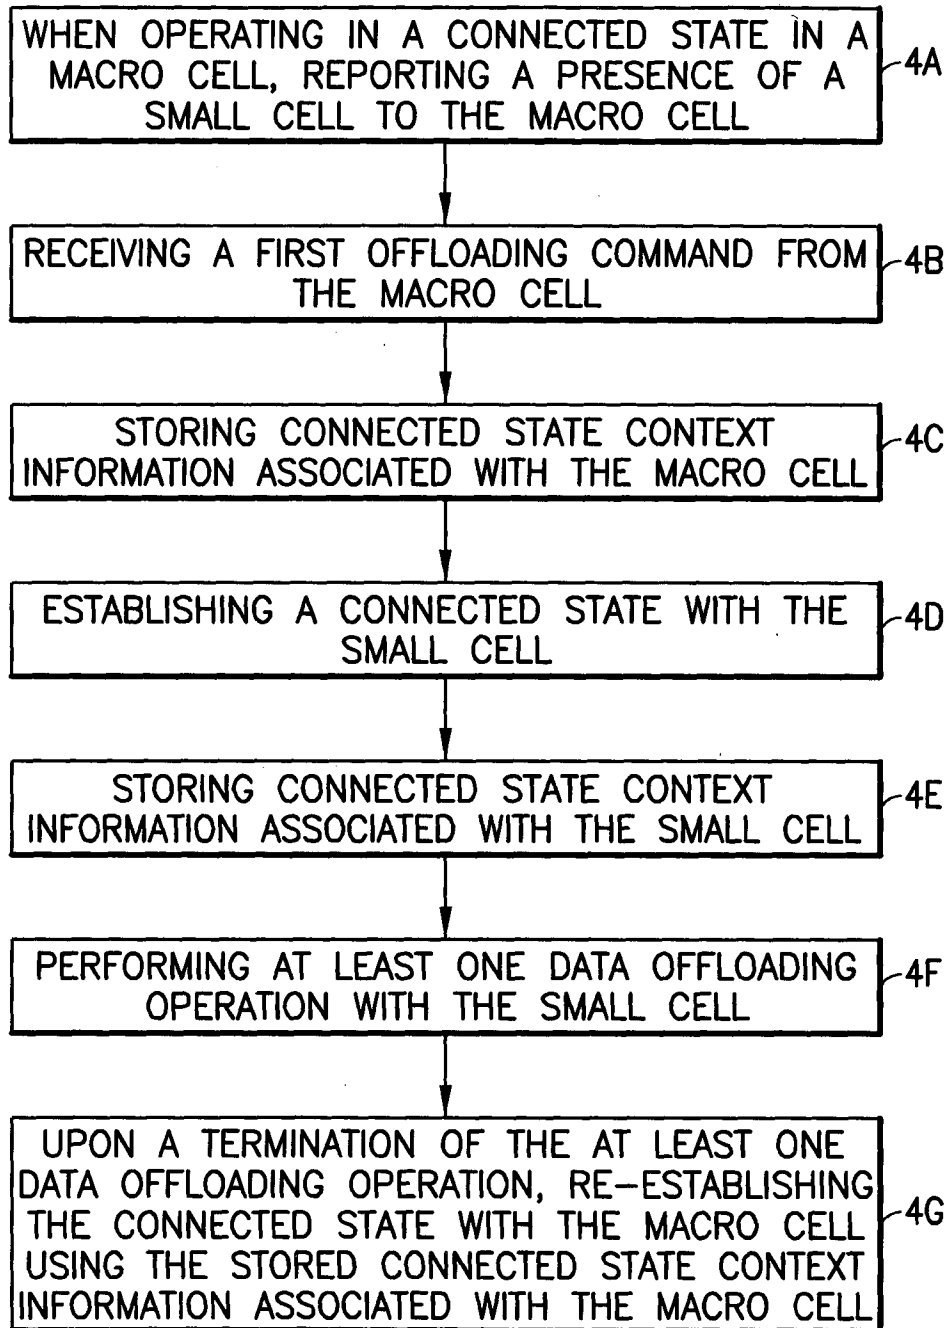 WHEN OPERATING IN A CONNECTED STATE IN A
MACRO CELL, REPORTING A PRESENCE OF A
SMALL CELL TO THE MACRO CELL
4A
RECEIVING A FIRST OFFLOADING COMMAND FROM
THE MACRO CELL
4B
STORING CONNECTED STATE CONTEXT
INFORMATION ASSOCIATED WITH THE MACRO CELL
4C
ESTABLISHING A CONNECTED STATE WITH THE
SMALL CELL
4D
STORING CONNECTED STATE CONTEXT
INFORMATION ASSOCIATED WITH THE SMALL CELL
4E
PERFORMING AT LEAST ONE DATA OFFLOADING
OPERATION WITH THE SMALL CELL
4F
UPON A TERMINATION OF THE AT LEAST ONE
DATA OFFLOADING OPERATION, RE-ESTABLISHING
THE CONNECTED STATE WITH THE MACRO CELL
USING THE STORED CONNECTED STATE CONTEXT
INFORMATION ASSOCIATED WITH THE MACRO CELL
4G